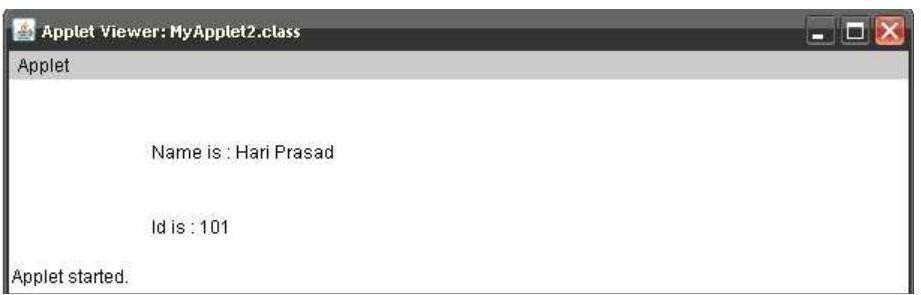 Applet Viewer: MyApplet2.class
Applet
Name is : Hari Prasad
Id is : 101
Applet started.